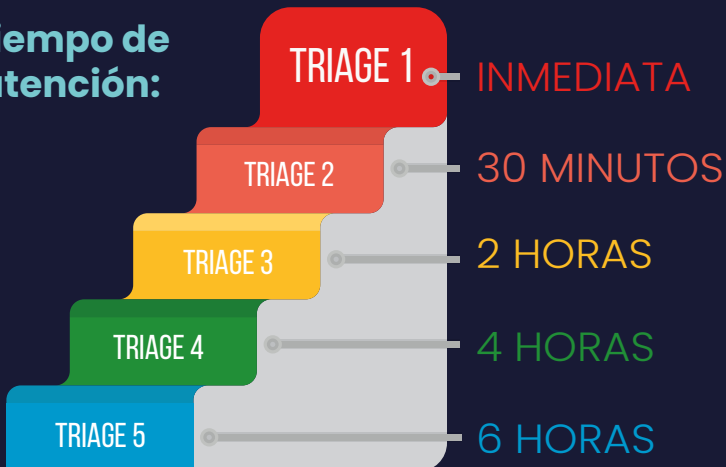 iempo de
atención:
TRIAGE 1
INMEDIATA
TRIAGE 2
30 MINUTOS
TRIAGE 3
2 HORAS
TRIAGE 4
4 HORAS
TRIAGE 5
6 HORAS